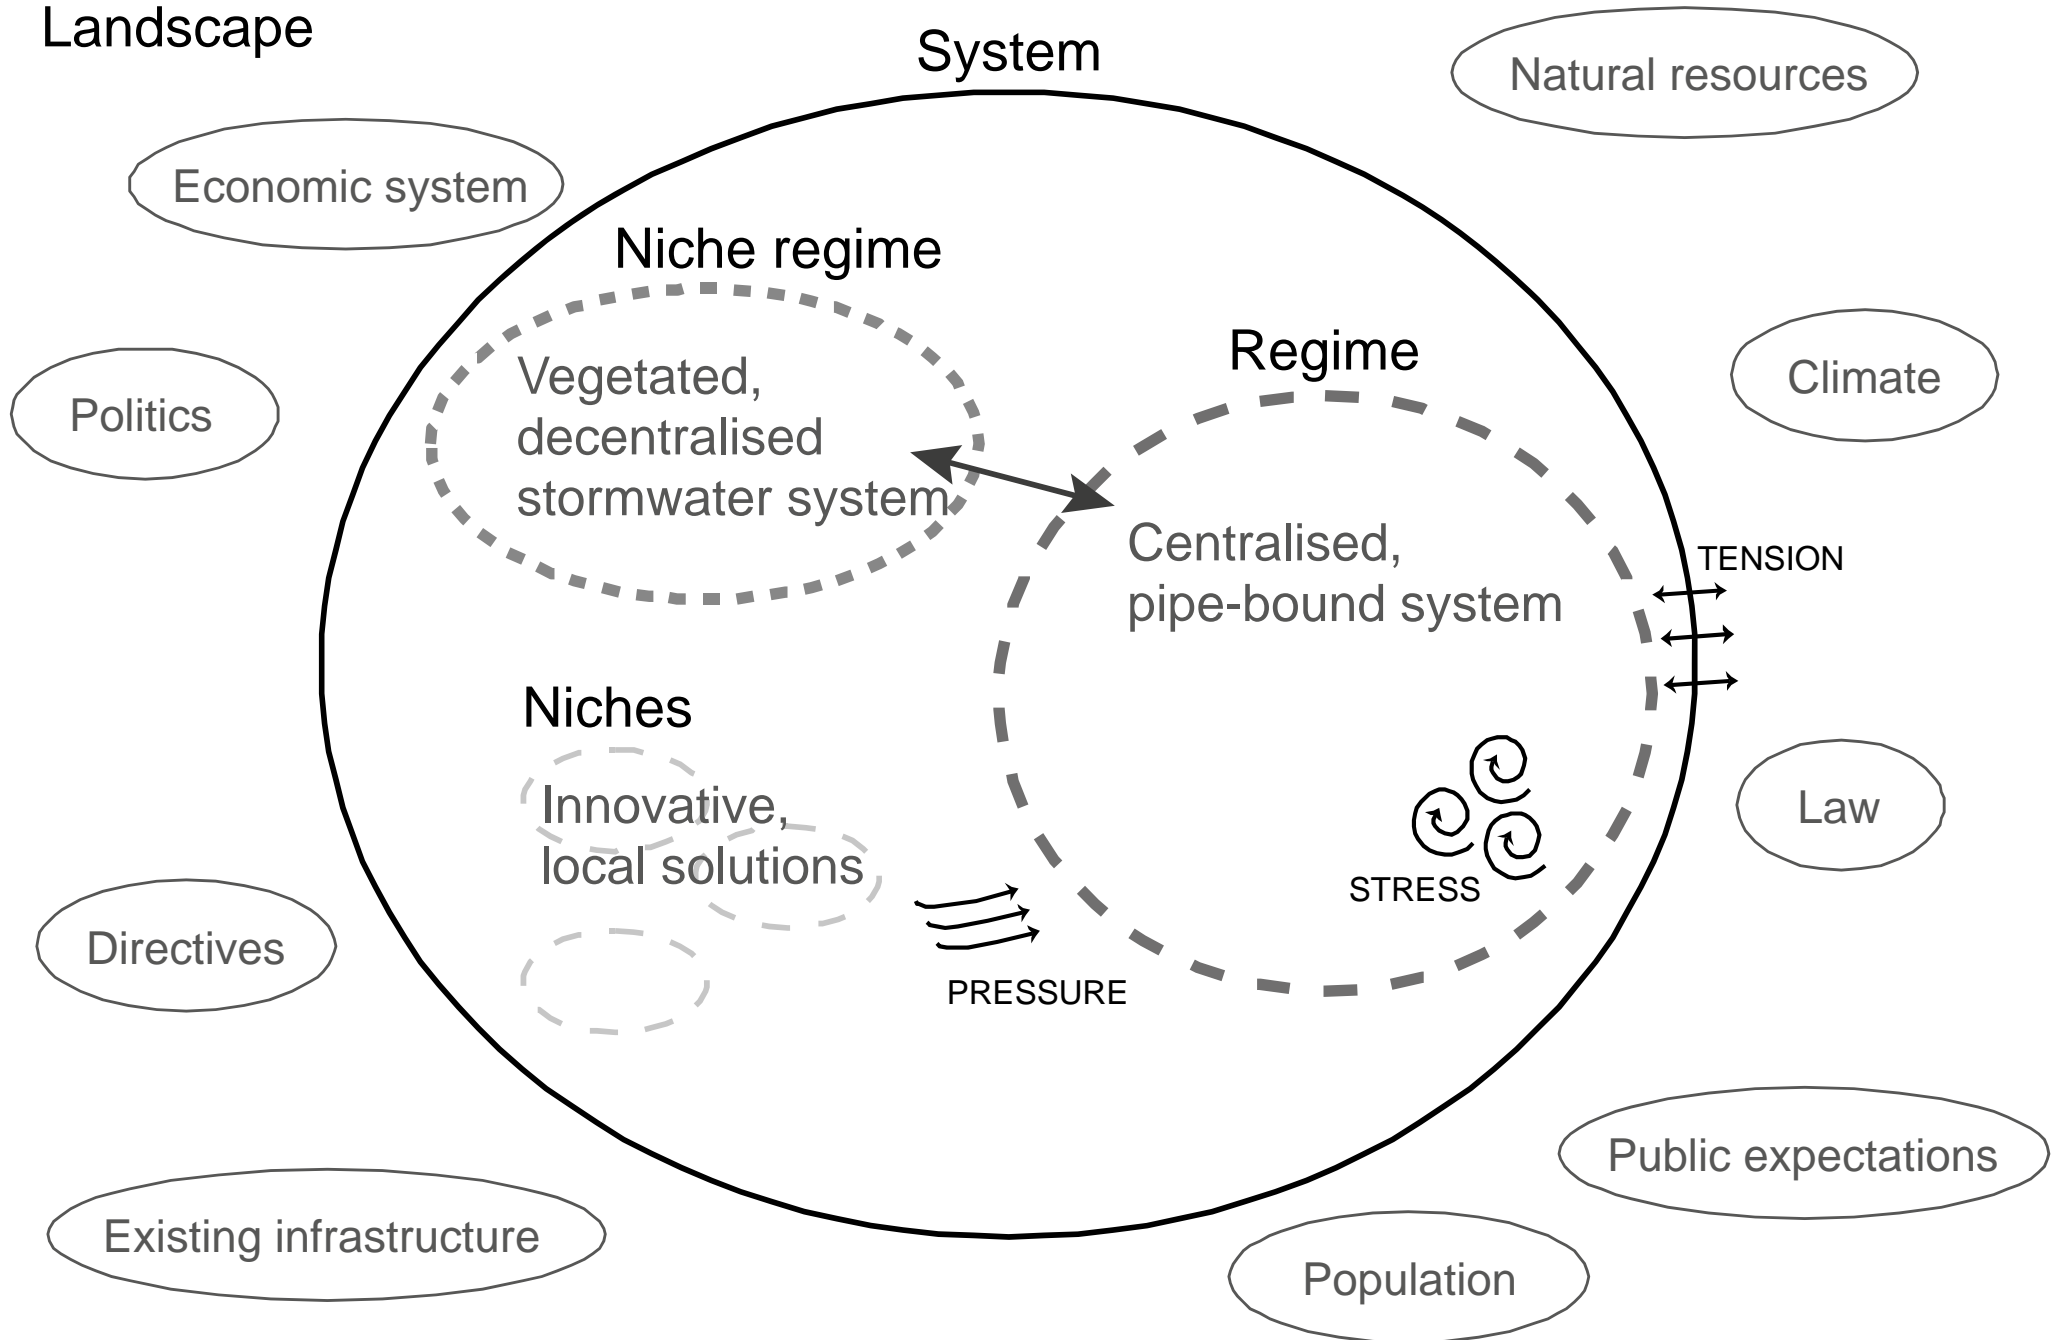 Landscape
System
Natural resources
Economic system
Niche regime
Regime
Vegetated,
decentralised
stormwater system
Politics
Climate
Centralised,
pipe-bound system
TENSION
Niches
Innovative,
local solutions
STRESS
Law
Directives
PRESSURE
Public expectations
Existing infrastructure
Population